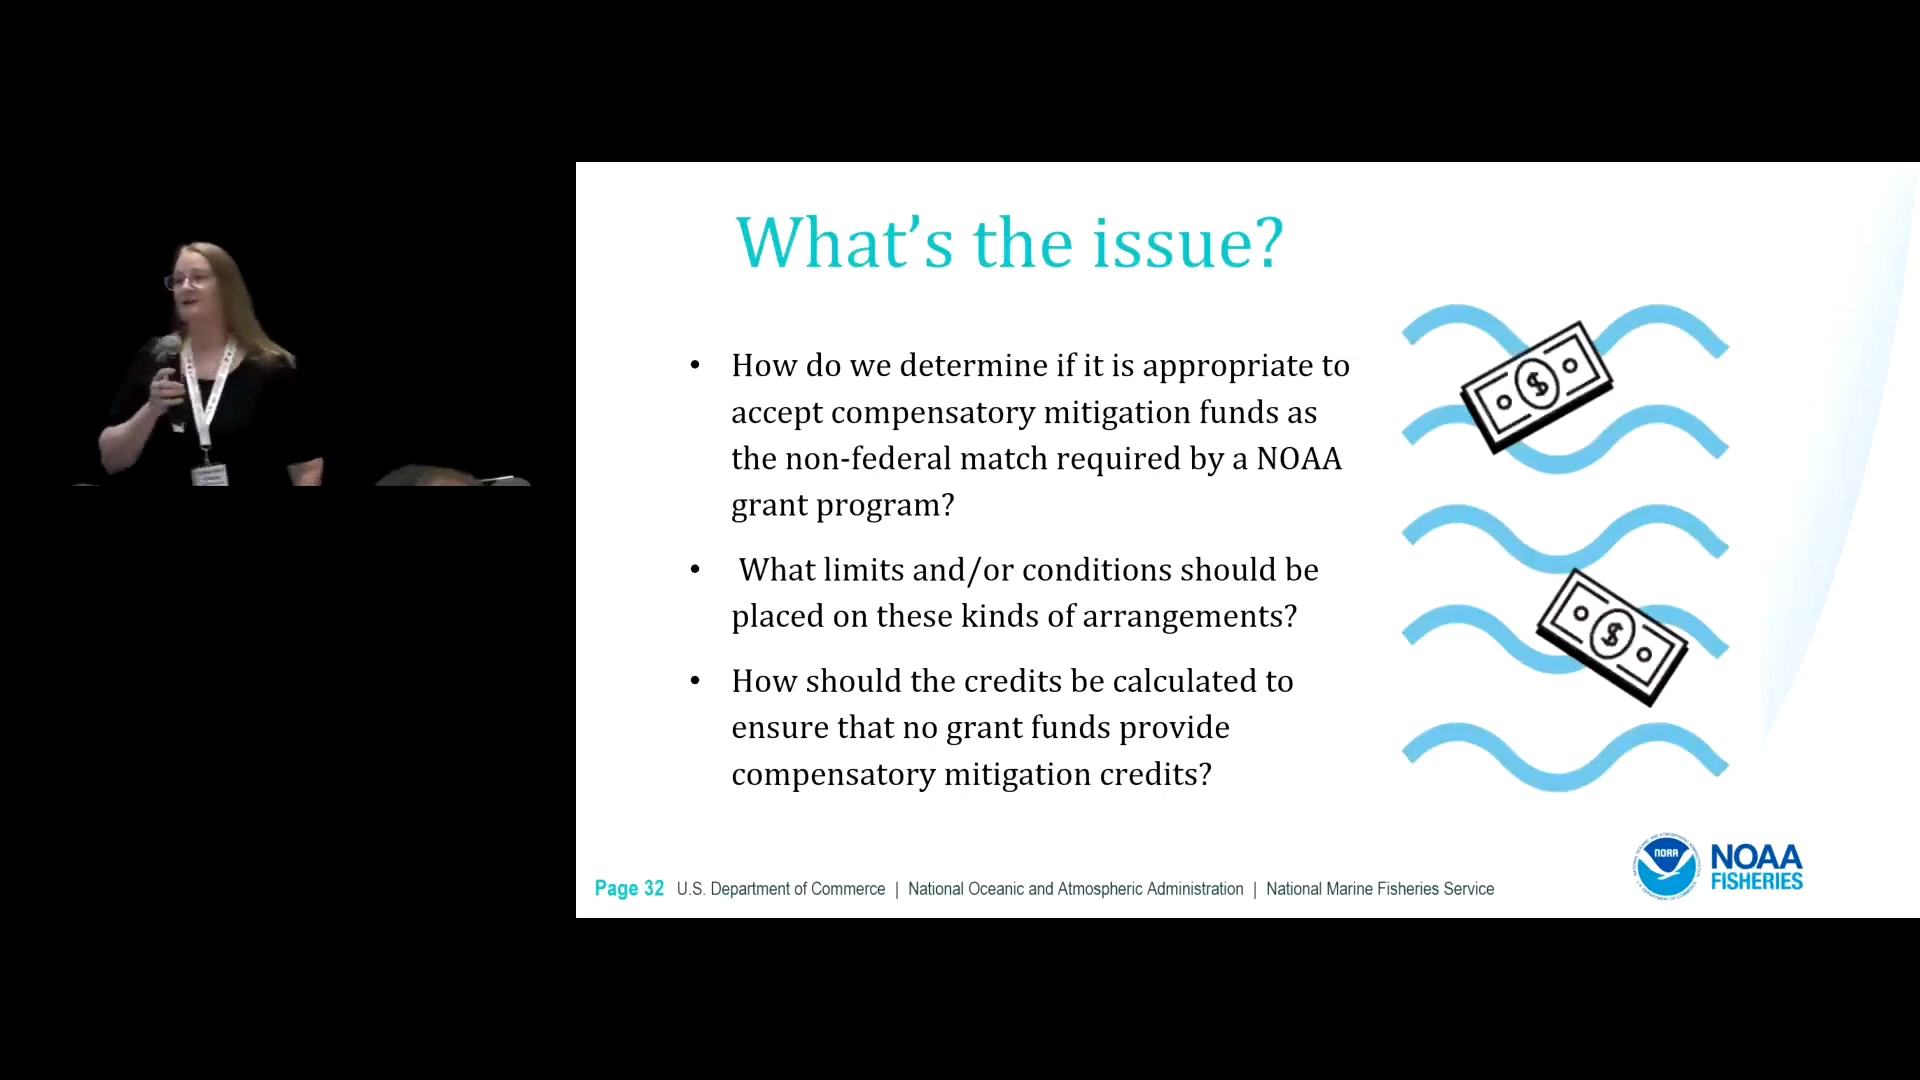 What's the issue?
• How do we determine if it is appropriate to
accept compensatory mitigation funds as
the non-federal match required by a NOAA
grant program?
• What limits and/or conditions should be
placed on these kinds of arrangements?
• How should the credits be calculated to
ensure that no grant funds provide
compensatory mitigation credits?
$
$
NOAA
NOAA
FISHERIES
Page 32 U.S. Department of Commerce | National Oceanic and Atmospheric Administration | National Marine Fisheries Service